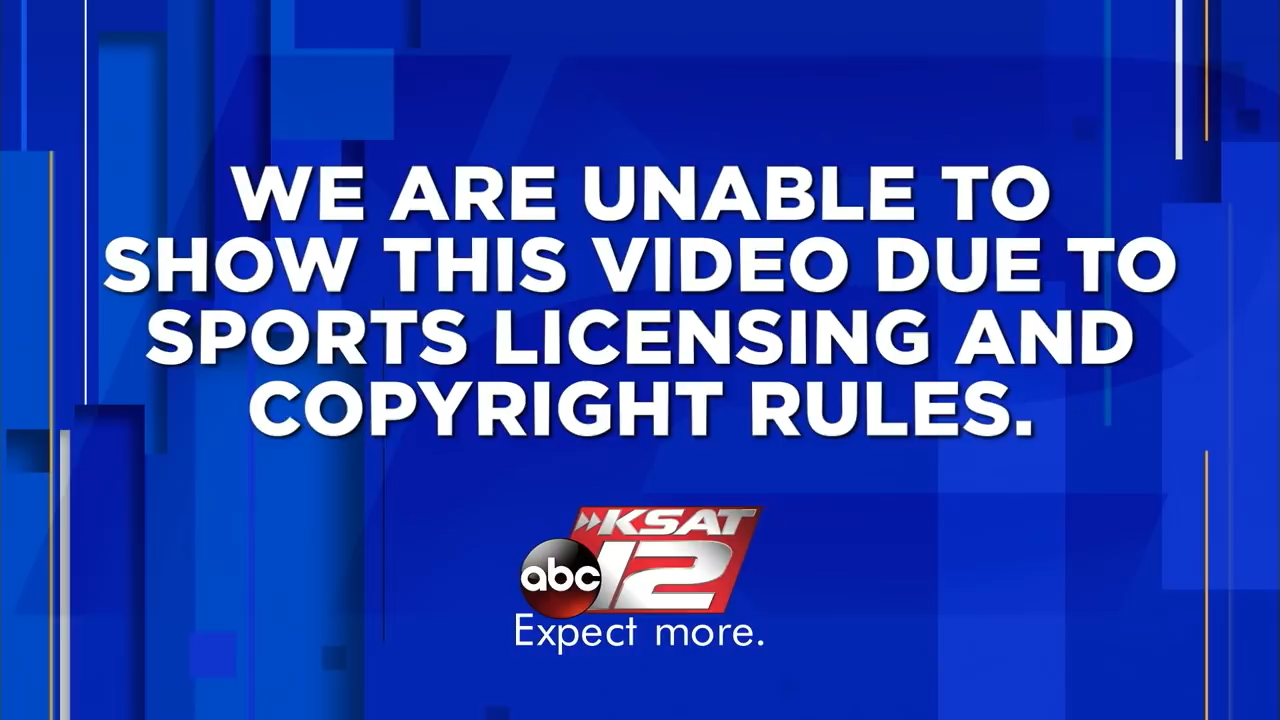 WE ARE UNABLE TO
SHOW THIS VIDEO DUE TO
SPORTS LICENSING AND
COPYRIGHT RULES.
KSAT
abc 12
Expect more.